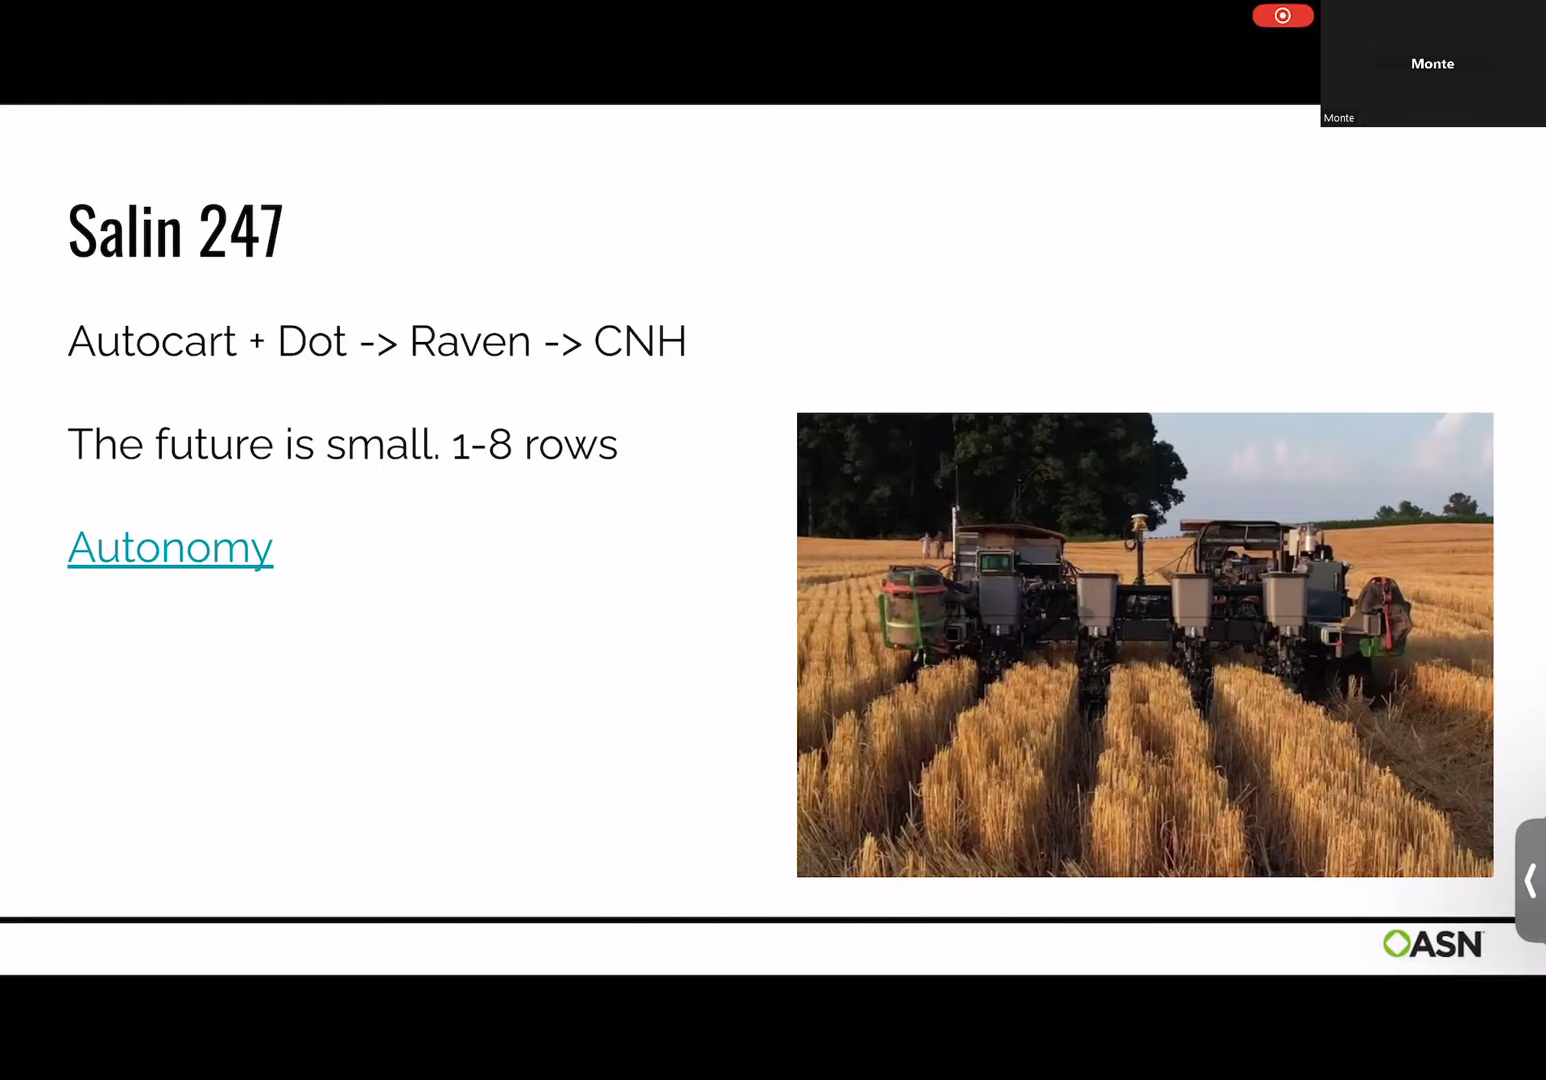 Monte
Monte
Salin 247
Autocart + Dot -> Raven -> CNH
The future is small. 1-8 rows
Autonomy
ASN